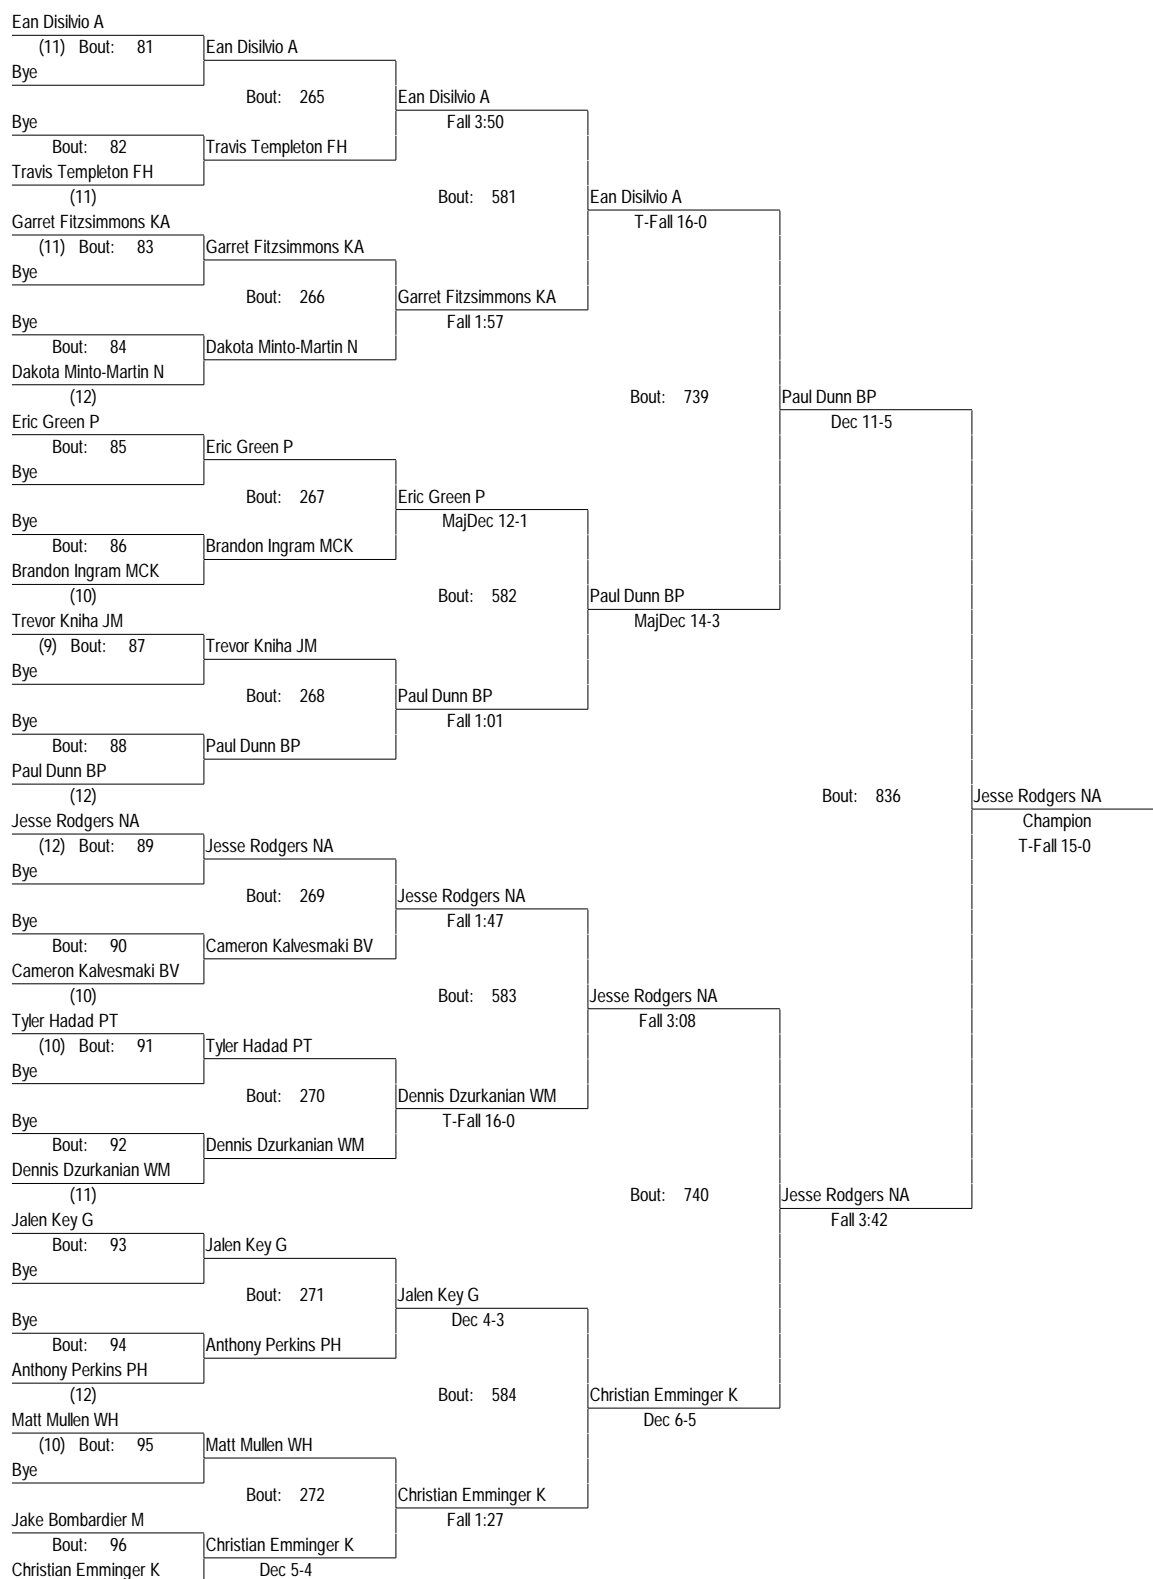 Ean Disilvio A
(11) Bout: 81 Ean Disilvio A
Bye
Bout: 265 Ean Disilvio A
Bye Fall 3:50
Bout: 82 Travis Templeton FH
Travis Templeton FH
(11) Bout: 581 Ean Disilvio A
Garret Fitzsimmons KA T-Fall 16-0
(11) Bout: 83 Garret Fitzsimmons KA
Bye
Bout: 266 Garret Fitzsimmons KA
Bye Fall 1:57
Bout: 84 Dakota Minto-Martin N
Dakota Minto-Martin N
(12) Bout: 739 Paul Dunn BP
Eric Green P Dec 11-5
Bout: 85 Eric Green P
Bye
Bout: 267 Eric Green P
Bye MajDec 12-1
Bout: 86 Brandon Ingram MCK
Brandon Ingram MCK
(10) Bout: 582 Paul Dunn BP
Trevor Kniha JM MajDec 14-3
(9) Bout: 87 Trevor Kniha JM
Bye
Bout: 268 Paul Dunn BP
Bye Fall 1:01
Bout: 88 Paul Dunn BP
Paul Dunn BP
(12) Bout: 836 Jesse Rodgers NA
Jesse Rodgers NA Champion
(12) Bout: 89 Jesse Rodgers NA T-Fall 15-0
Bye
Bout: 269 Jesse Rodgers NA
Bye Fall 1:47
Bout: 90 Cameron Kalvesmaki BV
Cameron Kalvesmaki BV
(10) Bout: 583 Jesse Rodgers NA
Tyler Hadad PT Fall 3:08
(10) Bout: 91 Tyler Hadad PT
Bye
Bout: 270 Dennis Dzurkanian WM
Bye T-Fall 16-0
Bout: 92 Dennis Dzurkanian WM
Dennis Dzurkanian WM
(11) Bout: 740 Jesse Rodgers NA
Jalen Key G Fall 3:42
Bout: 93 Jalen Key G
Bye
Bout: 271 Jalen Key G
Bye Dec 4-3
Bout: 94 Anthony Perkins PH
Anthony Perkins PH
(12) Bout: 584 Christian Emminger K
Matt Mullen WH Dec 6-5
(10) Bout: 95 Matt Mullen WH
Bye
Bout: 272 Christian Emminger K
Jake Bombardier M Fall 1:27
Bout: 96 Christian Emminger K
Christian Emminger K Dec 5-4